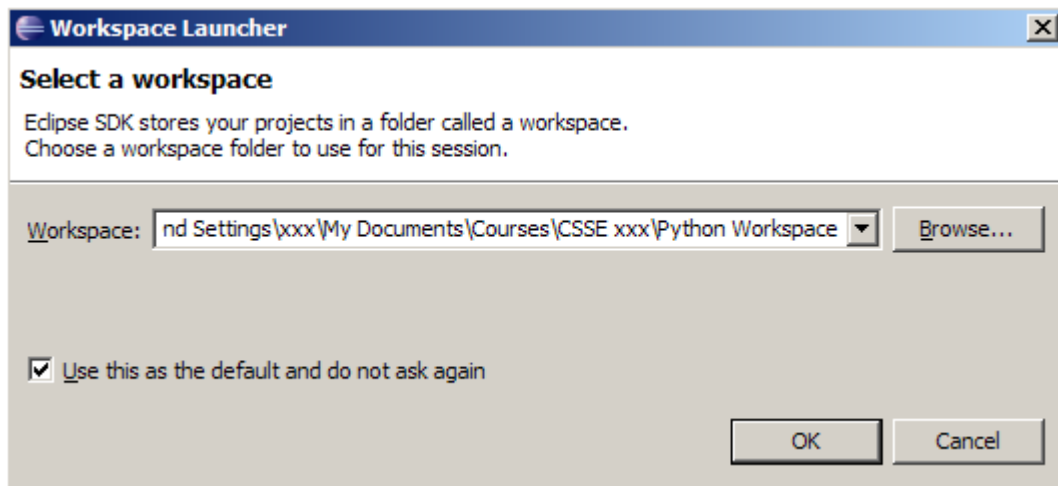 Workspace Launcher
Select a workspace
Eclipse SDK stores your projects in a folder called a workspace.
Choose a workspace folder to use for this session.
Workspace: nd Settings\xxx\My Documents\Courses\CSSE xxx\Python Workspace Browse...
Use this as the default and do not ask again
OK Cancel